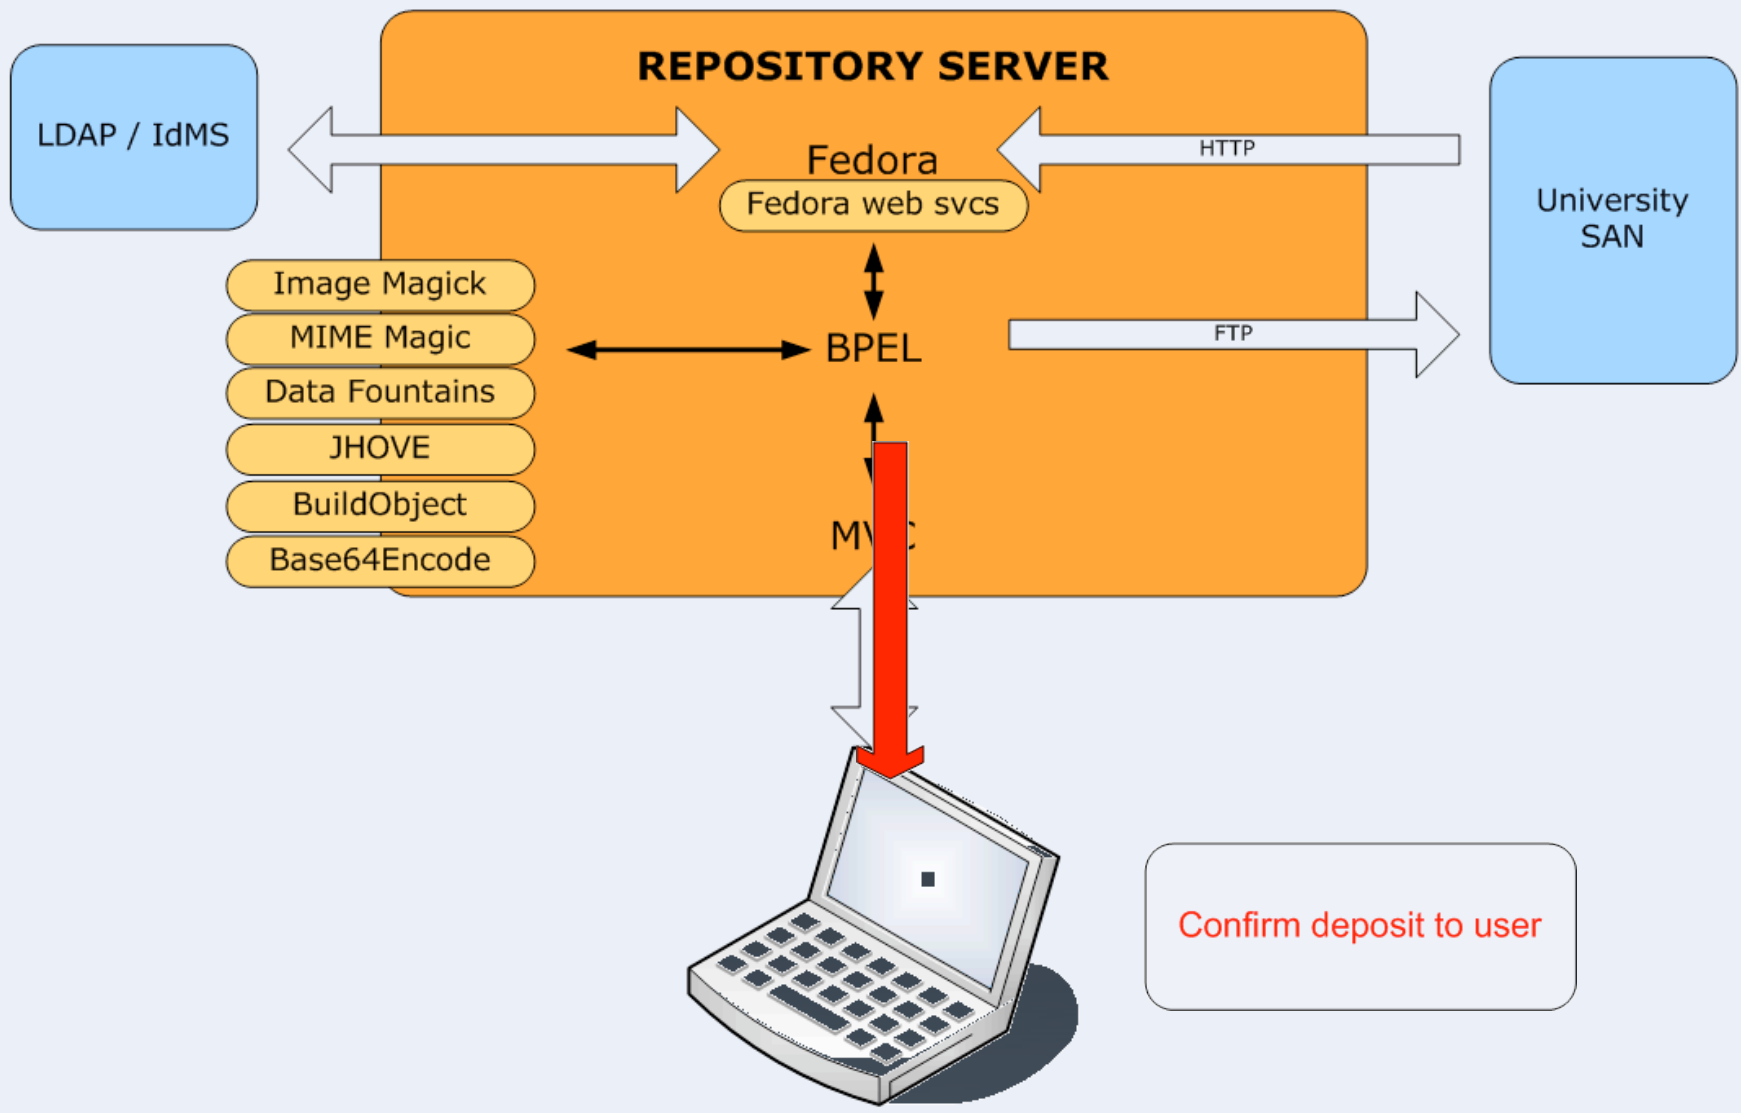 REPOSITORY SERVER
LDAP / IdMS
HTTP
Fedora
Fedora web svcs
University
SAN
Image Magick
MIME Magic
BPEL
FTP
Data Fountains
JHOVE
BuildObject
MVC
Base64Encode
Confirm deposit to user